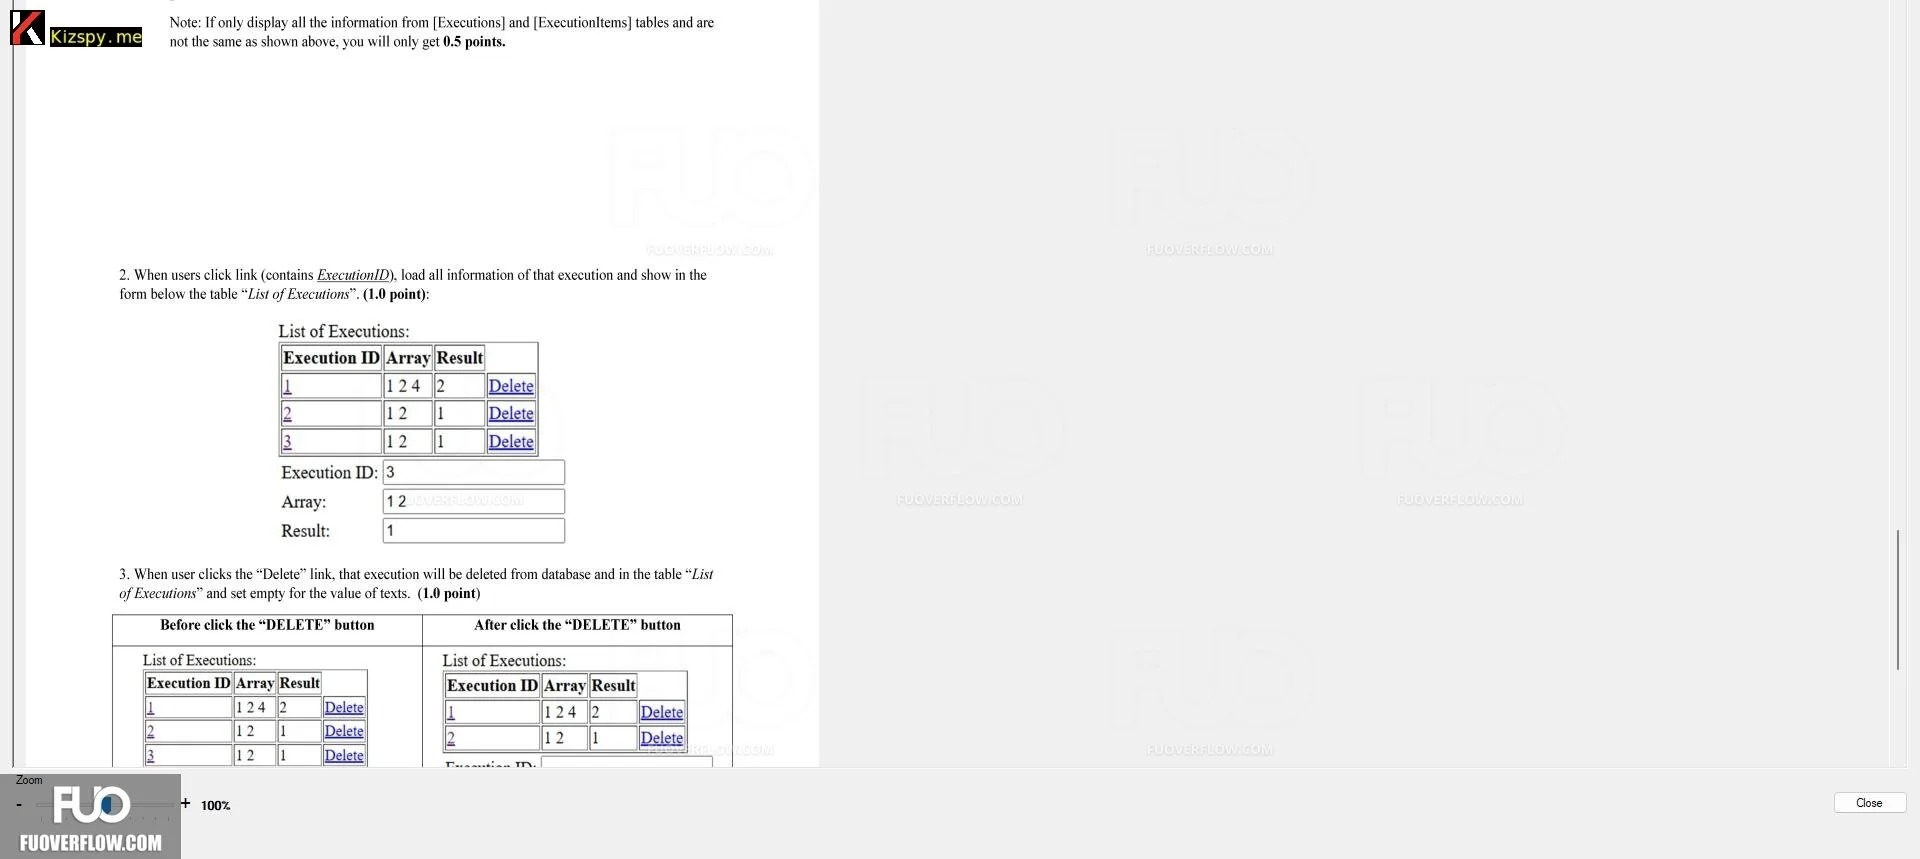 Kizspy.me
Note: If only display all the information from [Executions] and [ExecutionItems] tables and are
not the same as shown above, you will only get 0.5 points.
FUOVERFLOW.COM
FUOVERFLOW.COM
2. When users click link (contains ExecutionID), load all information of that execution and show in the
form below the table “List of Executions”. (1.0 point):
List of Executions:
Execution ID Array Result
1 1 2 4 2 Delete
2 1 2 1 Delete
3 1 2 1 Delete
Execution ID: 3
Array: 1 2
Result: 1
FUOVERFLOW.COM
FUOVERFLOW.COM
FUOVERFLOW.COM
3. When user clicks the “Delete” link, that execution will be deleted from database and in the table “List
of Executions” and set empty for the value of texts. (1.0 point)
Before click the “DELETE” button After click the “DELETE” button
List of Executions:
Execution ID Array Result
1 1 2 4 2 Delete
2 1 2 1 Delete
3 1 2 1 Delete
List of Executions:
Execution ID Array Result
1 1 2 4 2 Delete
2 1 2 1 Delete
Execution ID:
FUOVERFLOW.COM
FUOVERFLOW.COM
Zoom
- + 100%
Close
FUO
FUOVERFLOW.COM